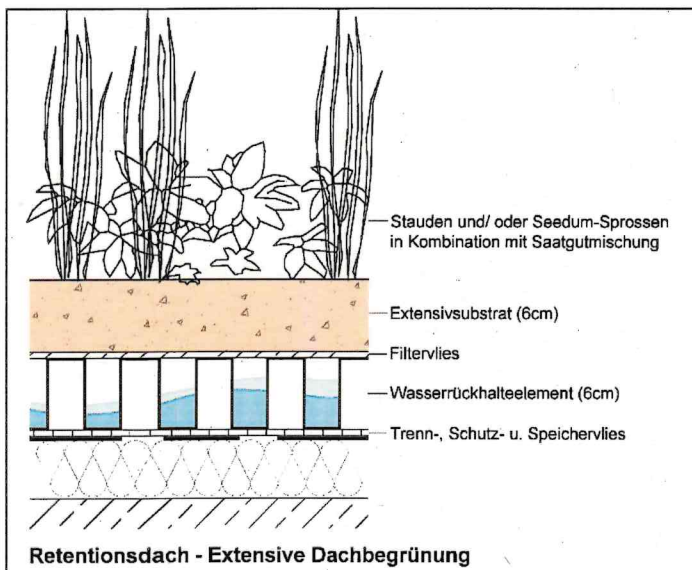 Stauden und/ oder Seedum-Sprossen
in Kombination mit Saatgutmischung
Extensivsubstrat (6cm)
Filtervlies
Wasserrückhalteelement (6cm)
Trenn-, Schutz- u. Speichervlies
Retentionsdach - Extensive Dachbegrünung